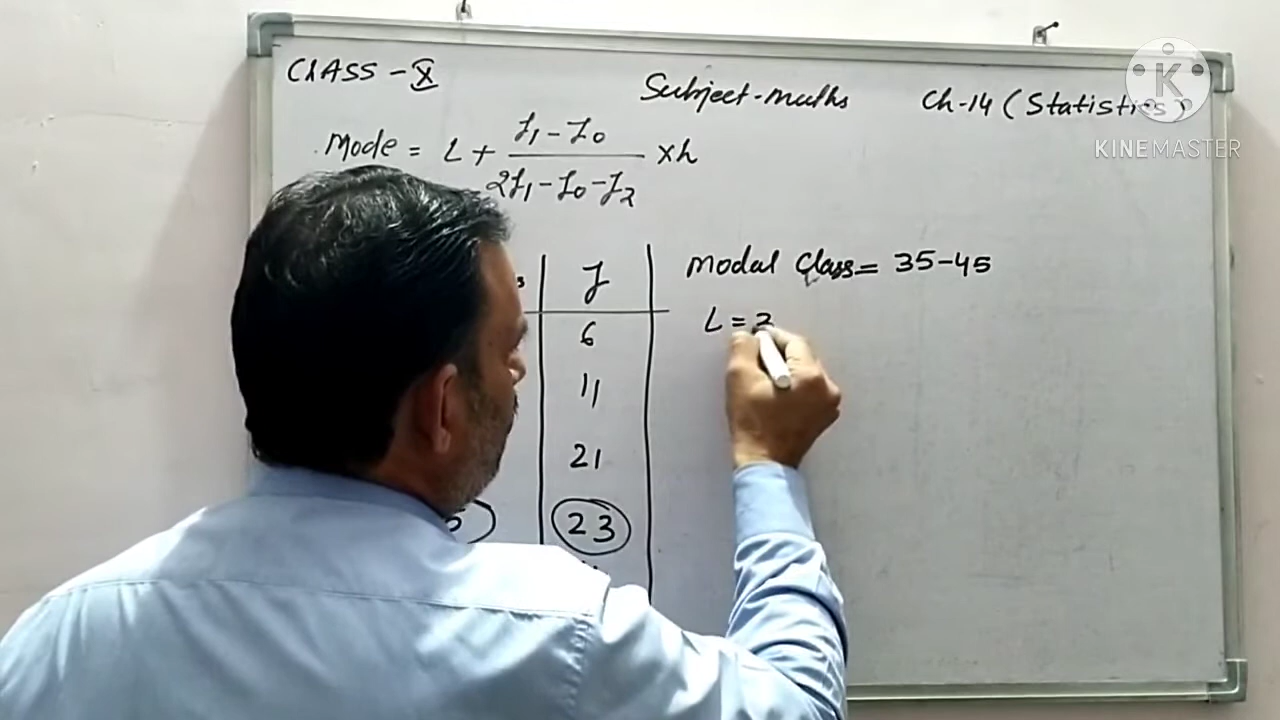 CLASS - X
Subject - maths
Ch-14 (Statistics)
K
KINEMASTER
Mode = L + f1 - f0 / 2f1 - f0 - f2 × h
f
6
11
21
23
Modal Class = 35-45
L = 3